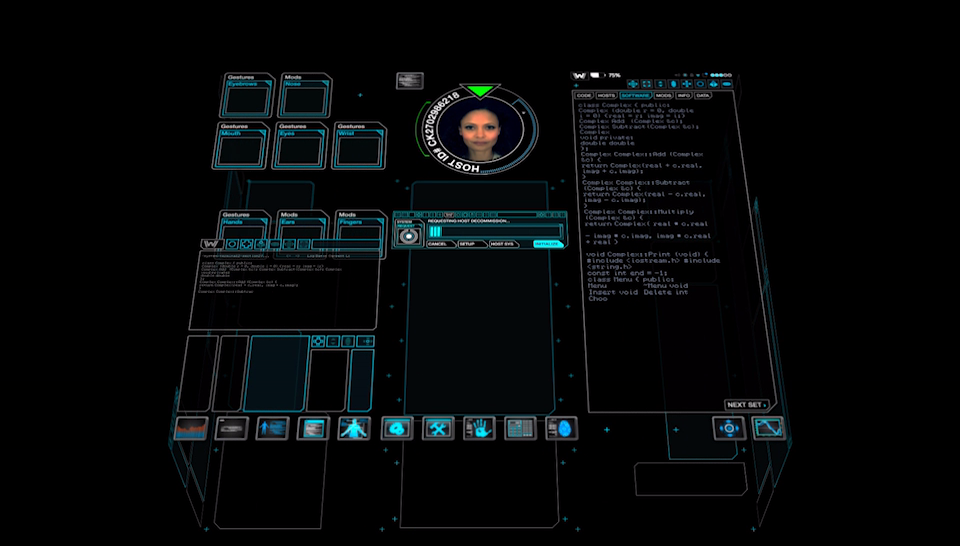 Gestures
Eyebrows
Mods
Nose
Gestures
Mouth
Gestures
Eyes
Gestures
Wrist
Gestures
Hands
Mods
Ears
Mods
Fingers
HOST ID# CK2702986218
REQUESTING HOST DECOMMISSION...
SYSTEM
CANCEL
SETUP
HOST SYS
W
75%
CODE
HOSTS
SOFTWARE
MODS
INFO
DATA
class Complex { public:
Complex (double r = 0, double
i = 0) {real = r; imag = i;}
Complex Add (Complex &c);
Complex Subtract(Complex &c);
Complex
void private:
double double
};
Complex Complex::Add (Complex
&c) {
return Complex(real + c.real,
imag + c.imag);
}
Complex Complex::Subtract
(Complex &c) {
return Complex(real - c.real,
imag - c.imag);
}
Complex Complex::Multiply
(Complex &c) {
return Complex( real * c.real
- imag * c.imag, imag * c.real
+ real )
void Complex::Print (void) {
#include <iostream.h> #include
<string.h>
const int end = -1;
class Menu { public:
Menu ~Menu void
Insert void Delete int
Choo
NEXT SET